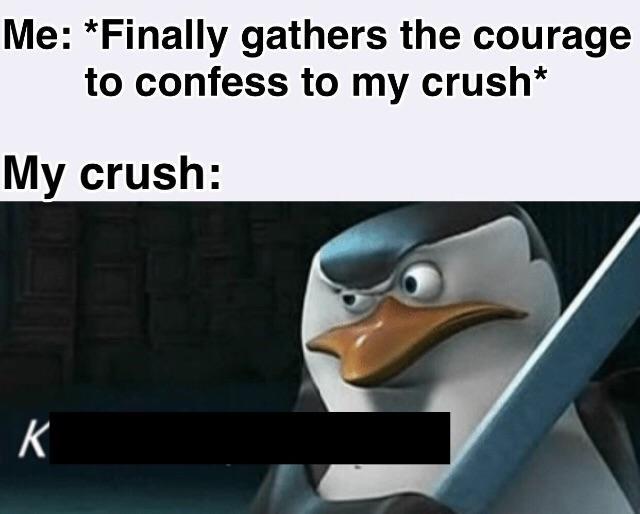 Me: *Finally gathers the courage
to confess to my crush*
My crush:
K